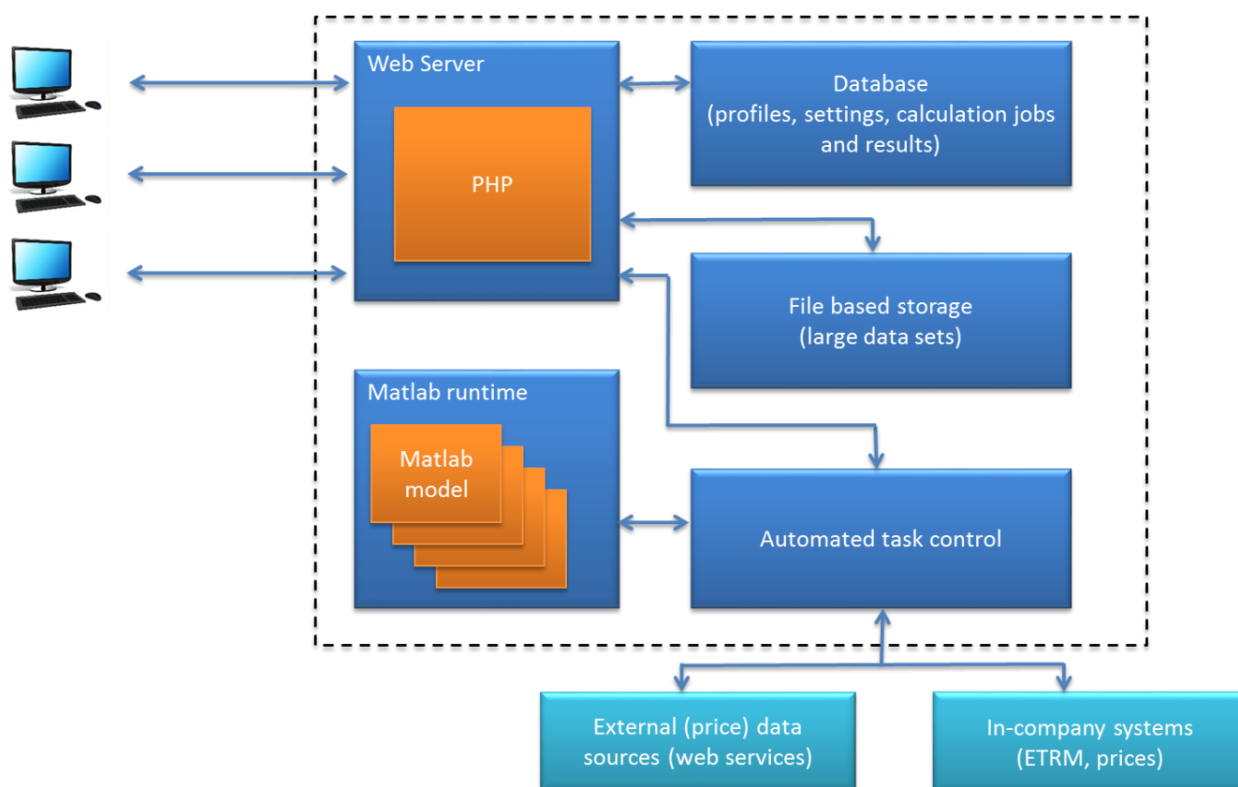 Web Server
PHP
Database
(profiles, settings, calculation jobs
and results)
File based storage
(large data sets)
Matlab runtime
Matlab
model
Automated task control
External (price) data
sources (web services)
In-company systems
(ETRM, prices)